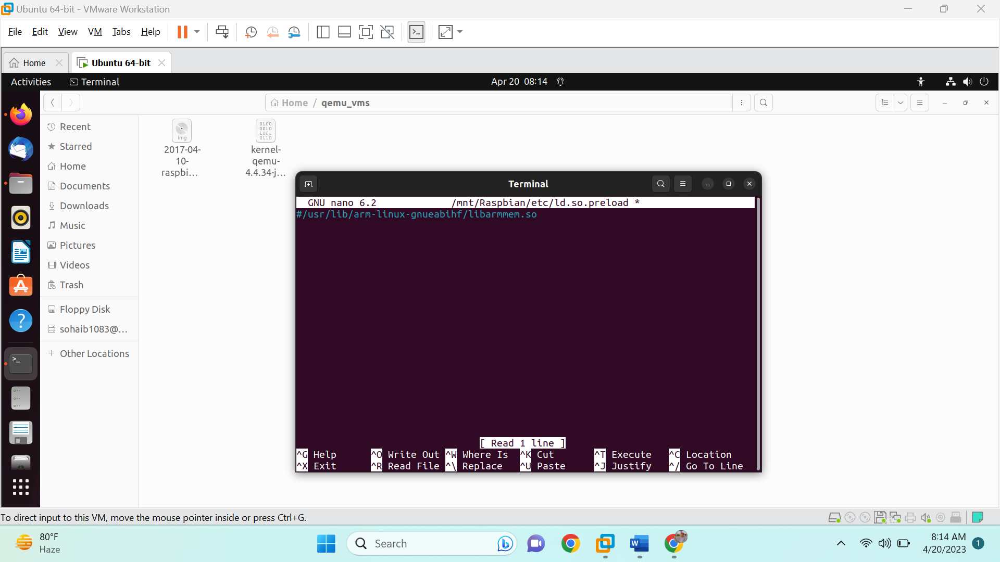 Ubuntu 64-bit - VMware Workstation
File Edit View VM Tabs Help
Home Ubuntu 64-bit
Activities Terminal Apr 20 08:14
Home / qemu_vms
Recent
Starred
Home
Documents
Downloads
Music
Pictures
Videos
Trash
Floppy Disk
sohaib1083@...
Other Locations
img
2017-04-
10-
raspbi...
0100
0010
1001
0110
kernel-
qemu-
4.4.34-j...
Terminal
GNU nano 6.2 /mnt/Raspbian/etc/ld.so.preload *
#/usr/lib/arm-linux-gnueabihf/libarmmem.so
[ Read 1 line ]
^G Help ^O Write Out ^W Where Is ^K Cut ^T Execute ^C Location
^X Exit ^R Read File ^\ Replace ^U Paste ^J Justify ^/ Go To Line
To direct input to this VM, move the mouse pointer inside or press Ctrl+G.
80°F
Haze
Search
W
8:14 AM
4/20/2023
1